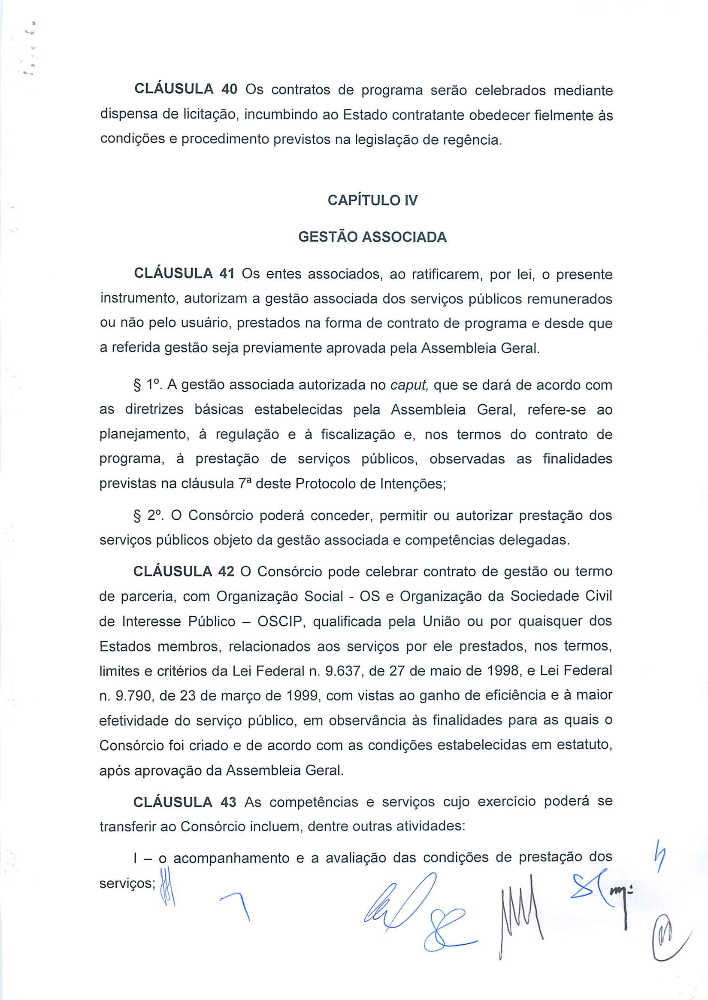 CLÁUSULA 40 Os contratos de programa serão celebrados mediante
dispensa de licitação, incumbindo ao Estado contratante obedecer fielmente às
condições e procedimento previstos na legislação de regência.
CAPÍTULO IV
GESTÃO ASSOCIADA
CLÁUSULA 41 Os entes associados, ao ratificarem, por lei, o presente
instrumento, autorizam a gestão associada dos serviços públicos remunerados
ou não pelo usuário, prestados na forma de contrato de programa e desde que
a referida gestão seja previamente aprovada pela Assembleia Geral.
§ 1º. A gestão associada autorizada no caput, que se dará de acordo com
as diretrizes básicas estabelecidas pela Assembleia Geral, refere-se ao
planejamento, à regulação e à fiscalização e, nos termos do contrato de
programa, à prestação de serviços públicos, observadas as finalidades
previstas na cláusula 7ª deste Protocolo de Intenções;
§ 2º. O Consórcio poderá conceder, permitir ou autorizar prestação dos
serviços públicos objeto da gestão associada e competências delegadas.
CLÁUSULA 42 O Consórcio pode celebrar contrato de gestão ou termo
de parceria, com Organização Social - OS e Organização da Sociedade Civil
de Interesse Público – OSCIP, qualificada pela União ou por quaisquer dos
Estados membros, relacionados aos serviços por ele prestados, nos termos,
limites e critérios da Lei Federal n. 9.637, de 27 de maio de 1998, e Lei Federal
n. 9.790, de 23 de março de 1999, com vistas ao ganho de eficiência e à maior
efetividade do serviço público, em observância às finalidades para as quais o
Consórcio foi criado e de acordo com as condições estabelecidas em estatuto,
após aprovação da Assembleia Geral.
CLÁUSULA 43 As competências e serviços cujo exercício poderá se
transferir ao Consórcio incluem, dentre outras atividades:
I – o acompanhamento e a avaliação das condições de prestação dos
serviços;